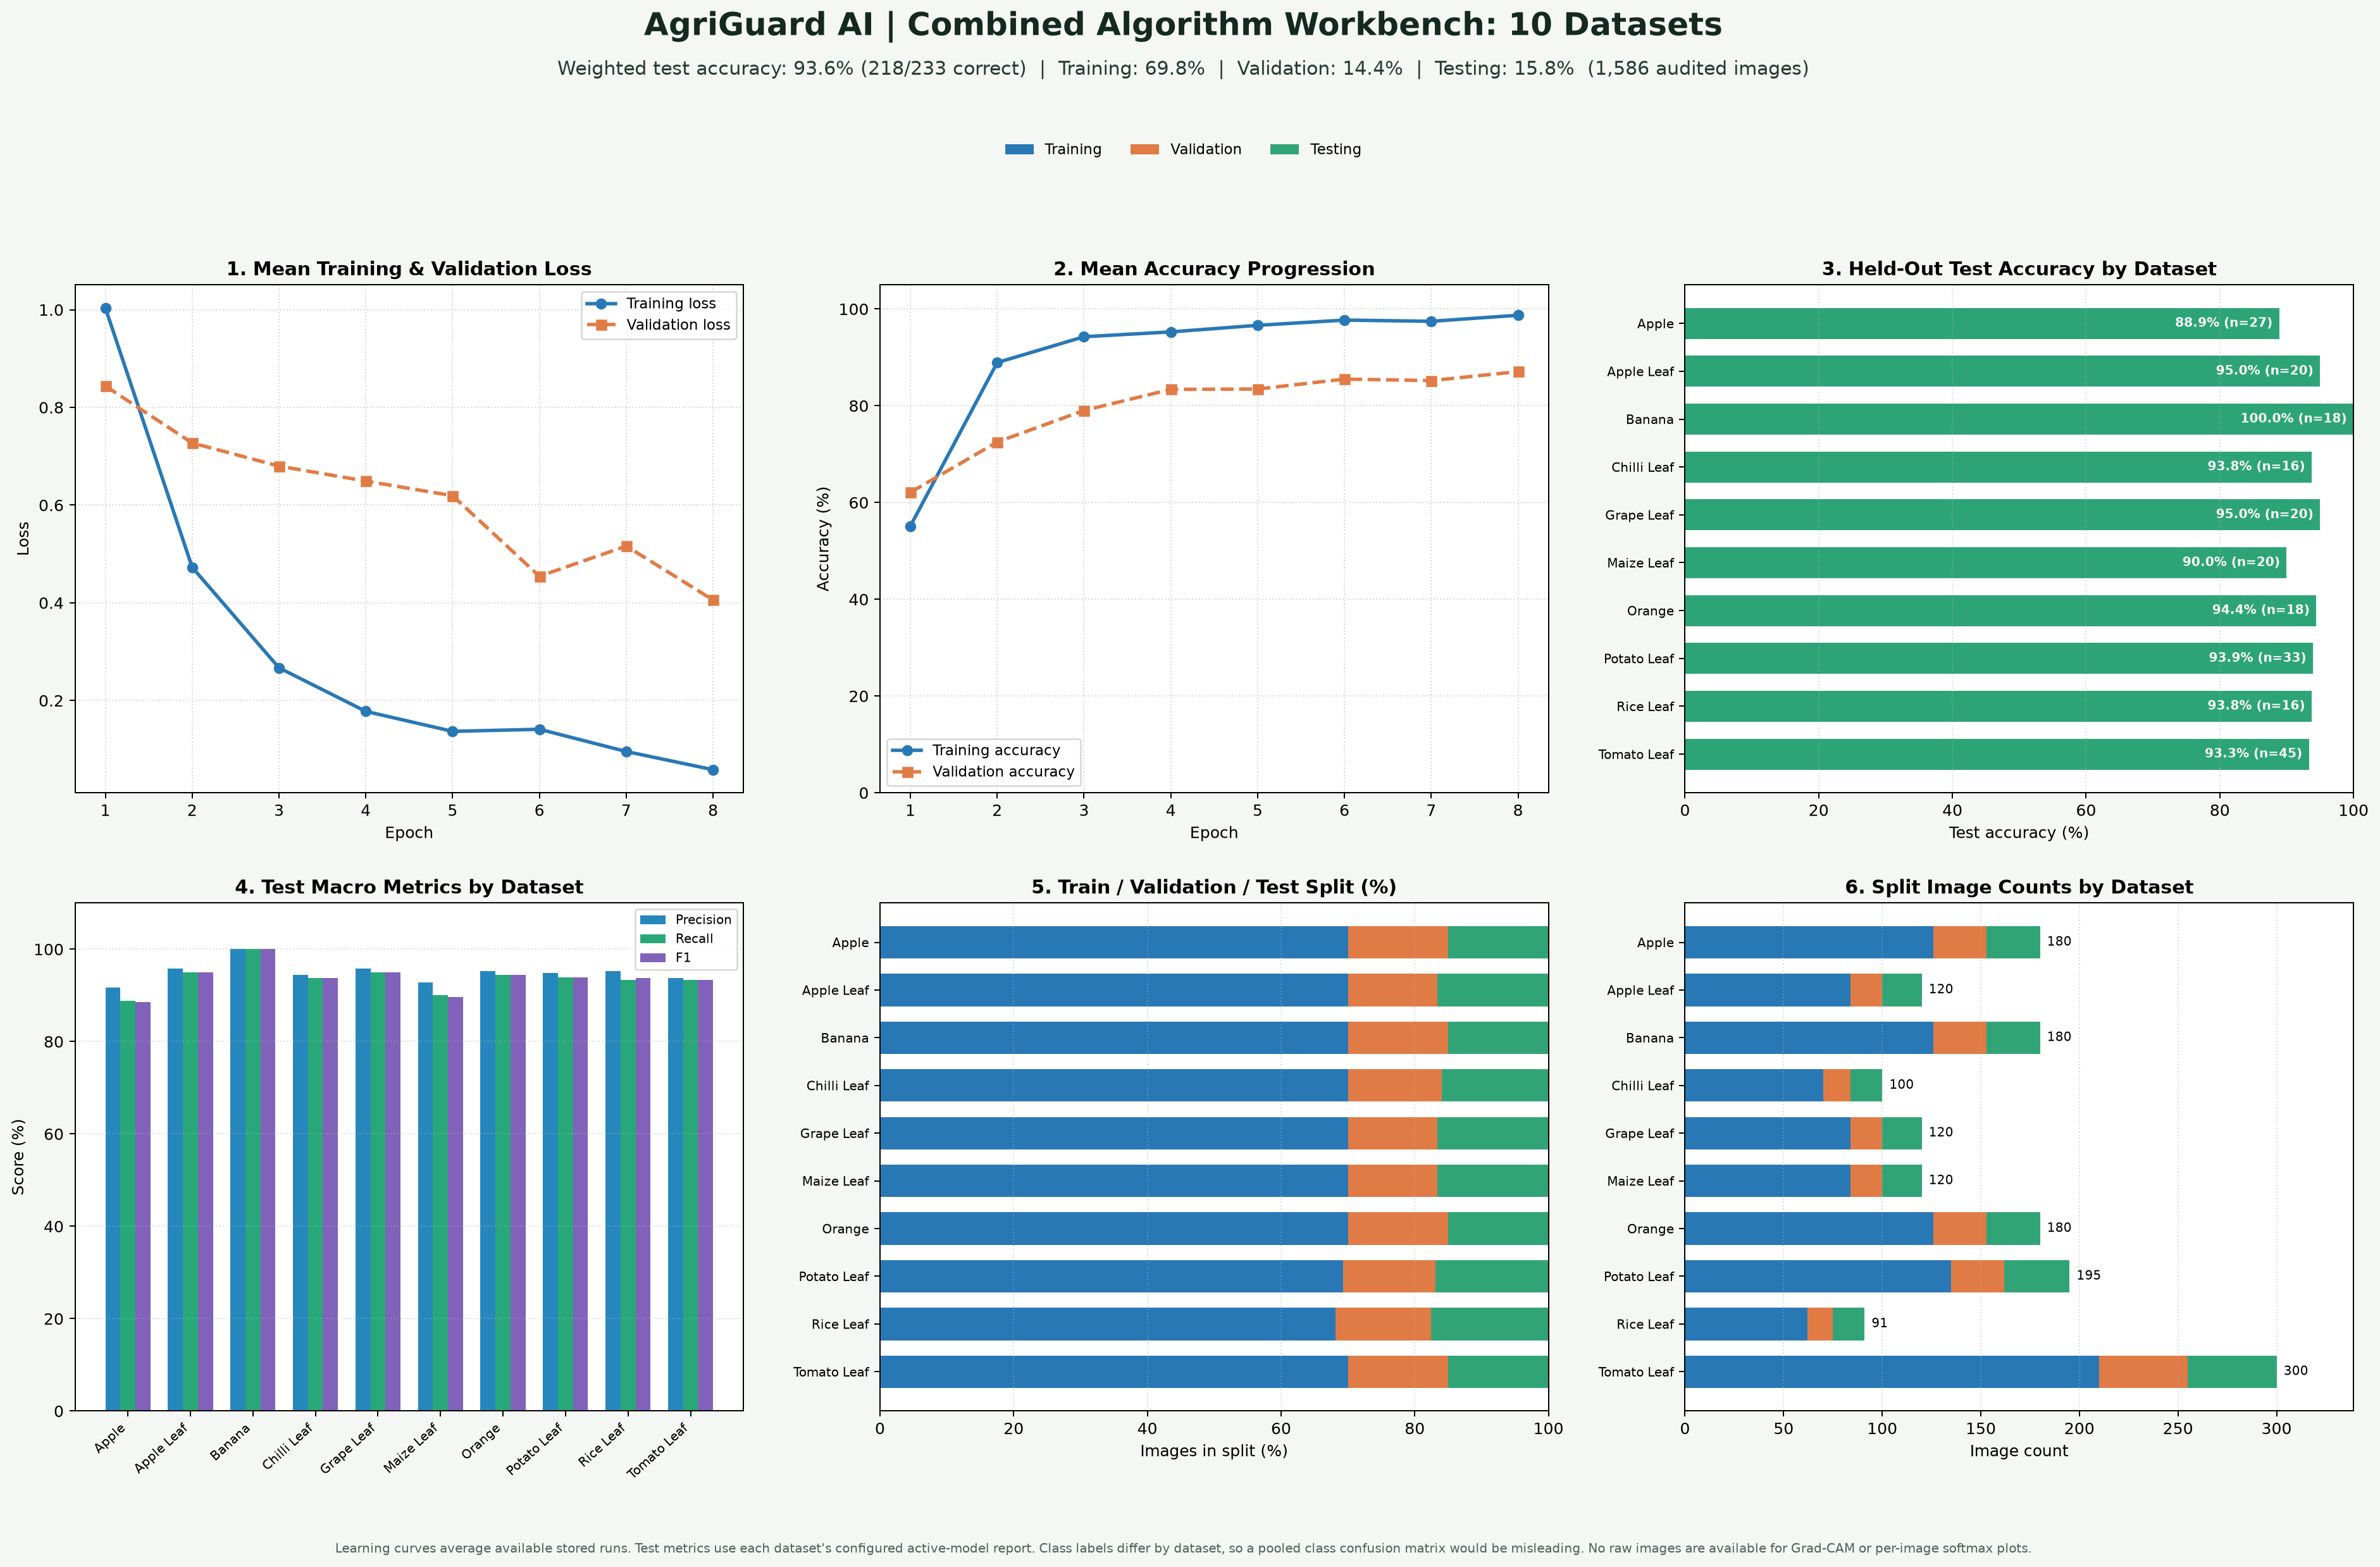 AgriGuard AI | Combined Algorithm Workbench: 10 Datasets
Weighted test accuracy: 93.6% (218/233 correct) | Training: 69.8% | Validation: 14.4% | Testing: 15.8% (1,586 audited images)
Training Validation Testing
1. Mean Training & Validation Loss
Training loss
Validation loss
Loss
1.0
0.8
0.6
0.4
0.2
1 2 3 4 5 6 7 8
Epoch
2. Mean Accuracy Progression
Accuracy (%)
100
80
60
40
20
0
Training accuracy
Validation accuracy
1 2 3 4 5 6 7 8
Epoch
3. Held-Out Test Accuracy by Dataset
Apple 88.9% (n=27)
Apple Leaf 95.0% (n=20)
Banana 100.0% (n=18)
Chilli Leaf 93.8% (n=16)
Grape Leaf 95.0% (n=20)
Maize Leaf 90.0% (n=20)
Orange 94.4% (n=18)
Potato Leaf 93.9% (n=33)
Rice Leaf 93.8% (n=16)
Tomato Leaf 93.3% (n=45)
0 20 40 60 80 100
Test accuracy (%)
4. Test Macro Metrics by Dataset
Precision
Recall
F1
Score (%)
100
80
60
40
20
0
Apple Apple Leaf Banana Chilli Leaf Grape Leaf Maize Leaf Orange Potato Leaf Rice Leaf Tomato Leaf
5. Train / Validation / Test Split (%)
Apple
Apple Leaf
Banana
Chilli Leaf
Grape Leaf
Maize Leaf
Orange
Potato Leaf
Rice Leaf
Tomato Leaf
0 20 40 60 80 100
Images in split (%)
6. Split Image Counts by Dataset
Apple 180
Apple Leaf 120
Banana 180
Chilli Leaf 100
Grape Leaf 120
Maize Leaf 120
Orange 180
Potato Leaf 195
Rice Leaf 91
Tomato Leaf 300
0 50 100 150 200 250 300
Image count
Learning curves average available stored runs. Test metrics use each dataset's configured active-model report. Class labels differ by dataset, so a pooled class confusion matrix would be misleading. No raw images are available for Grad-CAM or per-image softmax plots.